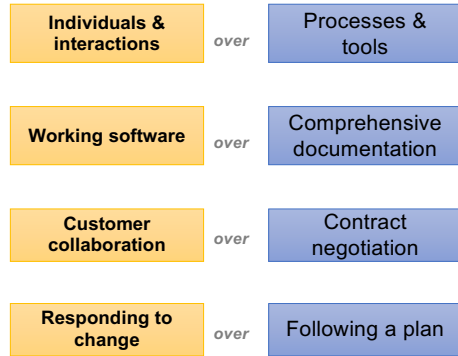 Individuals &
interactions
over
Processes &
tools
Working software
over
Comprehensive
documentation
Customer
collaboration
over
Contract
negotiation
Responding to
change
over
Following a plan